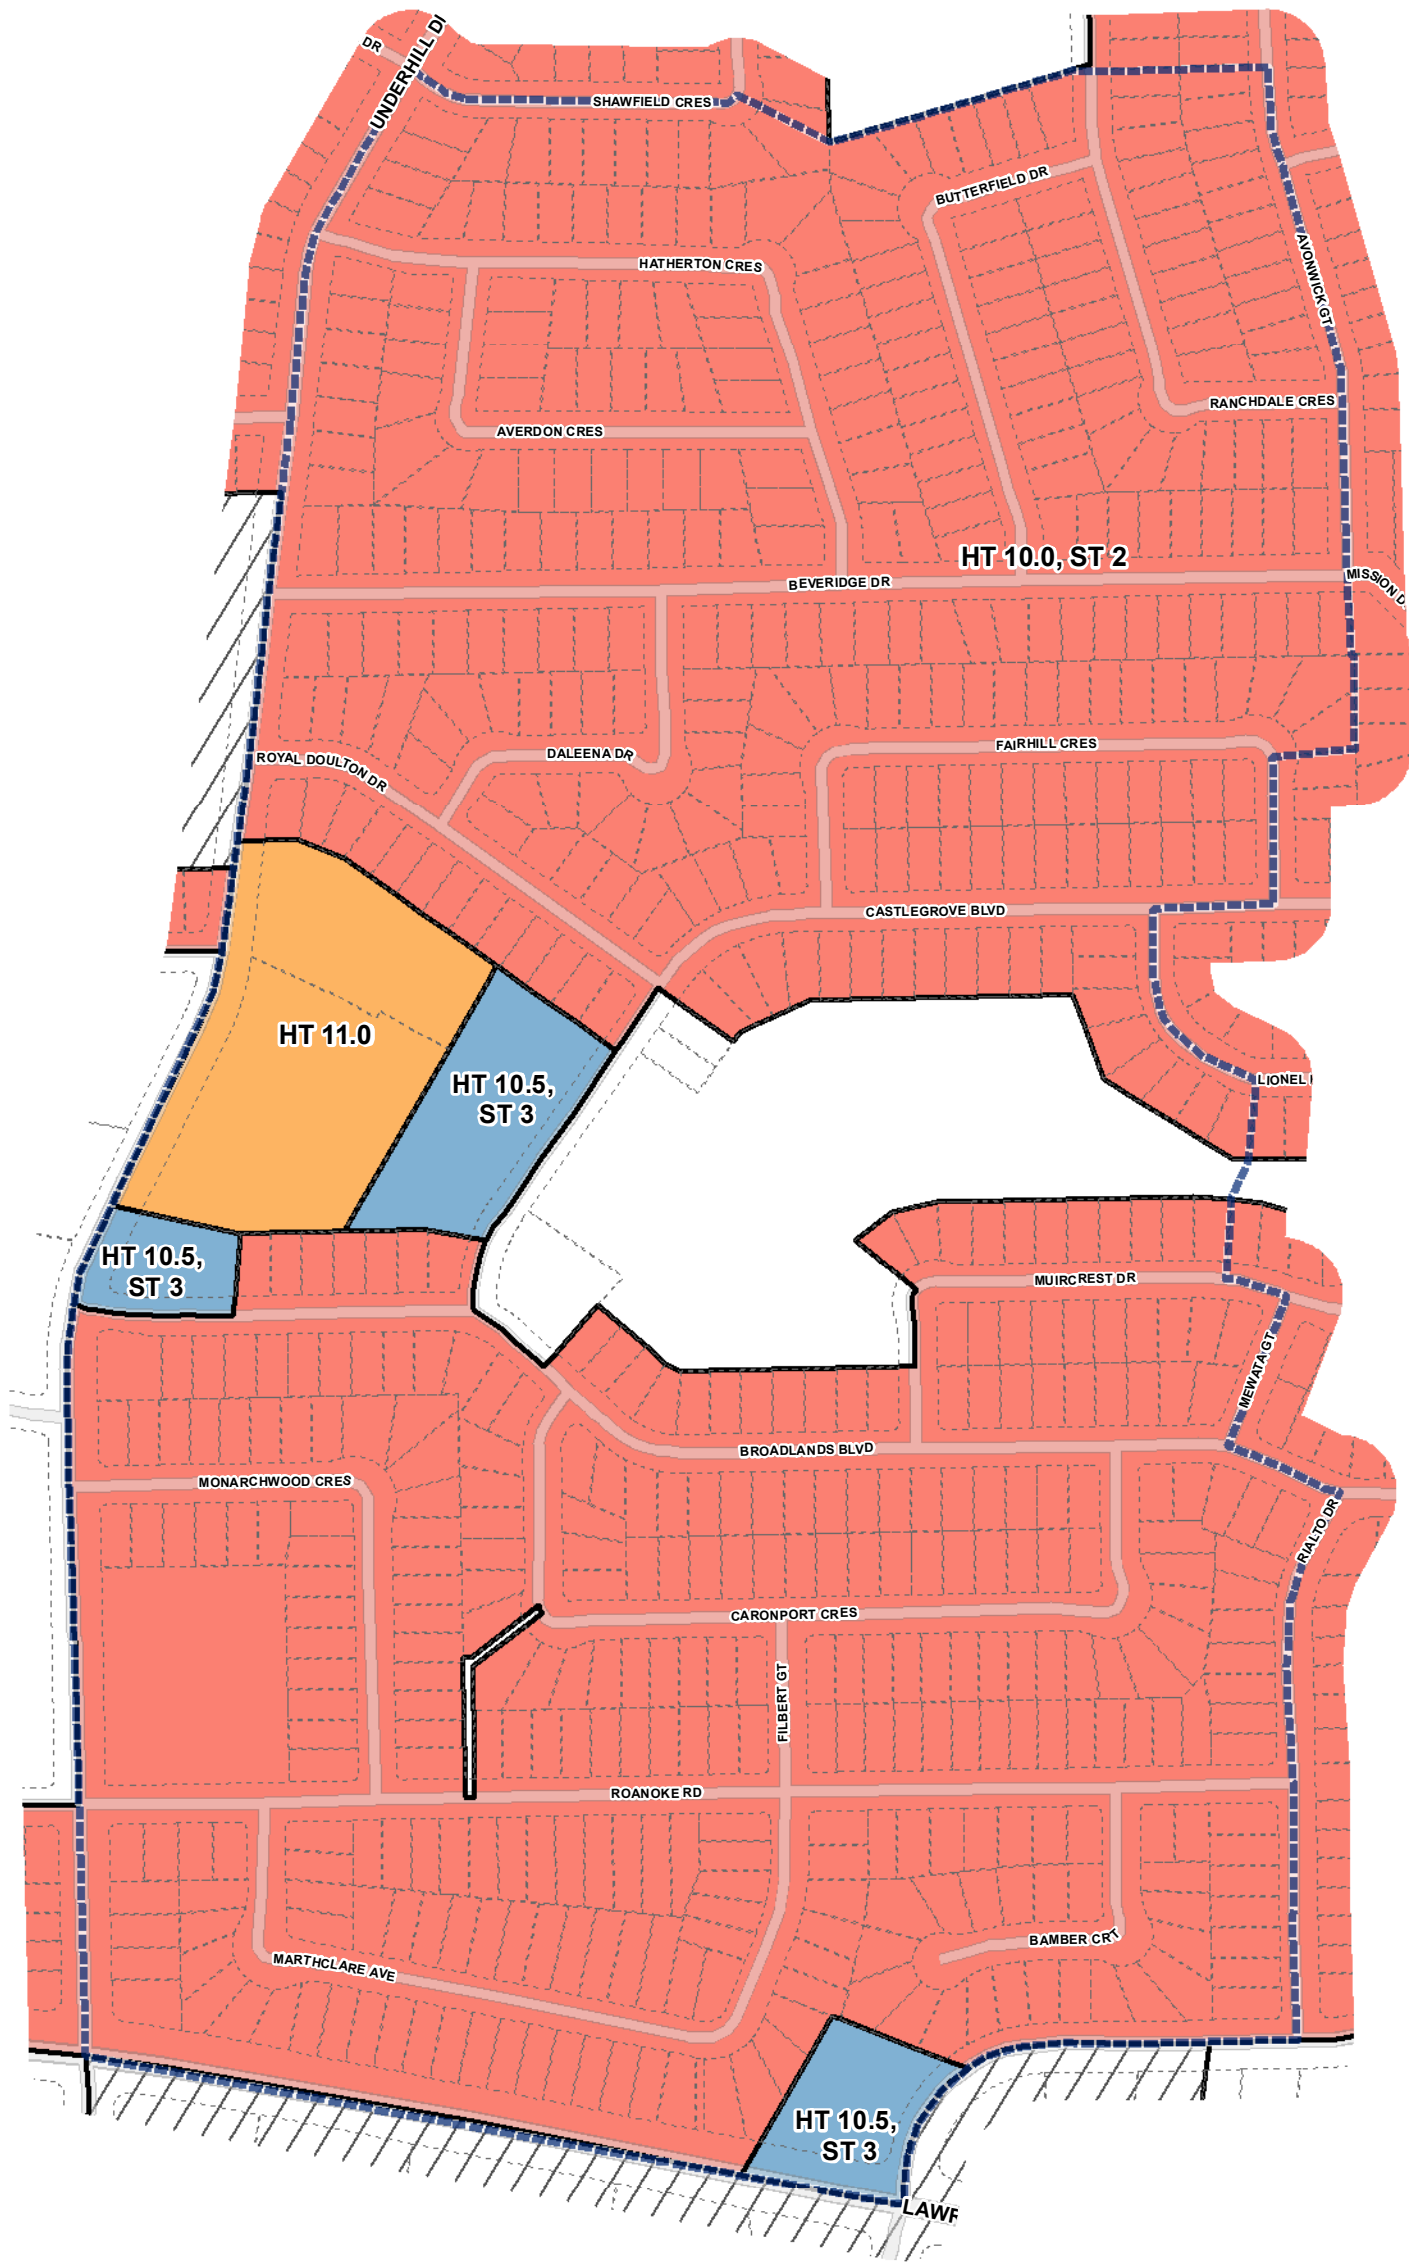 DR
UNDERHILL DI
SHAWFIELD CRES
BUTTERFIELD DR
HATHERTON CRES
AVONWICK GT
RANCHDALE CRES
AVERDON CRES
HT 10.0, ST 2
BEVERIDGE DR
MISSION D
ROYAL DOULTON DR
DALEENA DR
FAIRHILL CRES
CASTLEGROVE BLVD
HT 11.0
HT 10.5,
ST 3
LIONEL
HT 10.5,
ST 3
MUIRCREST DR
MEWATA GT
BROADLANDS BLVD
MONARCHWOOD CRES
RIALTO DR
CARONPORT CRES
FILBERT GT
ROANOKE RD
BAMBER CRT
MARTHCLARE AVE
HT 10.5,
ST 3
LAWR